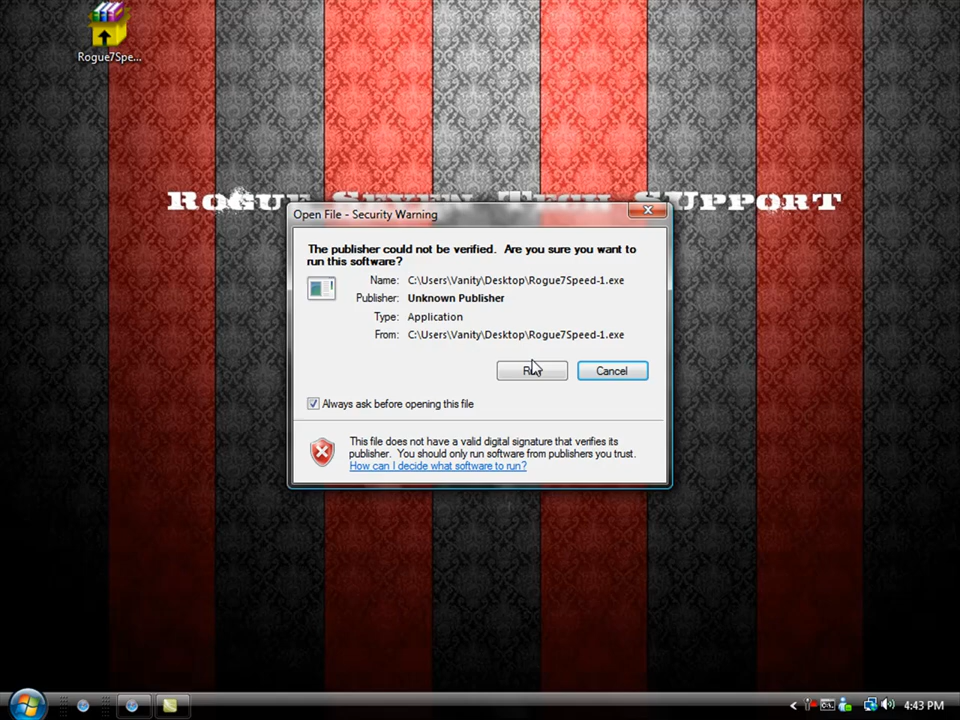 Rogue7Spe...
Rogue Seven Tech Support
Open File - Security Warning
The publisher could not be verified. Are you sure you want to
run this software?
Name: C:\Users\Vanity\Desktop\Rogue7Speed-1.exe
Publisher: Unknown Publisher
Type: Application
From: C:\Users\Vanity\Desktop\Rogue7Speed-1.exe
Cancel
Always ask before opening this file
This file does not have a valid digital signature that verifies its
publisher. You should only run software from publishers you trust.
How can I decide what software to run?
4:43 PM